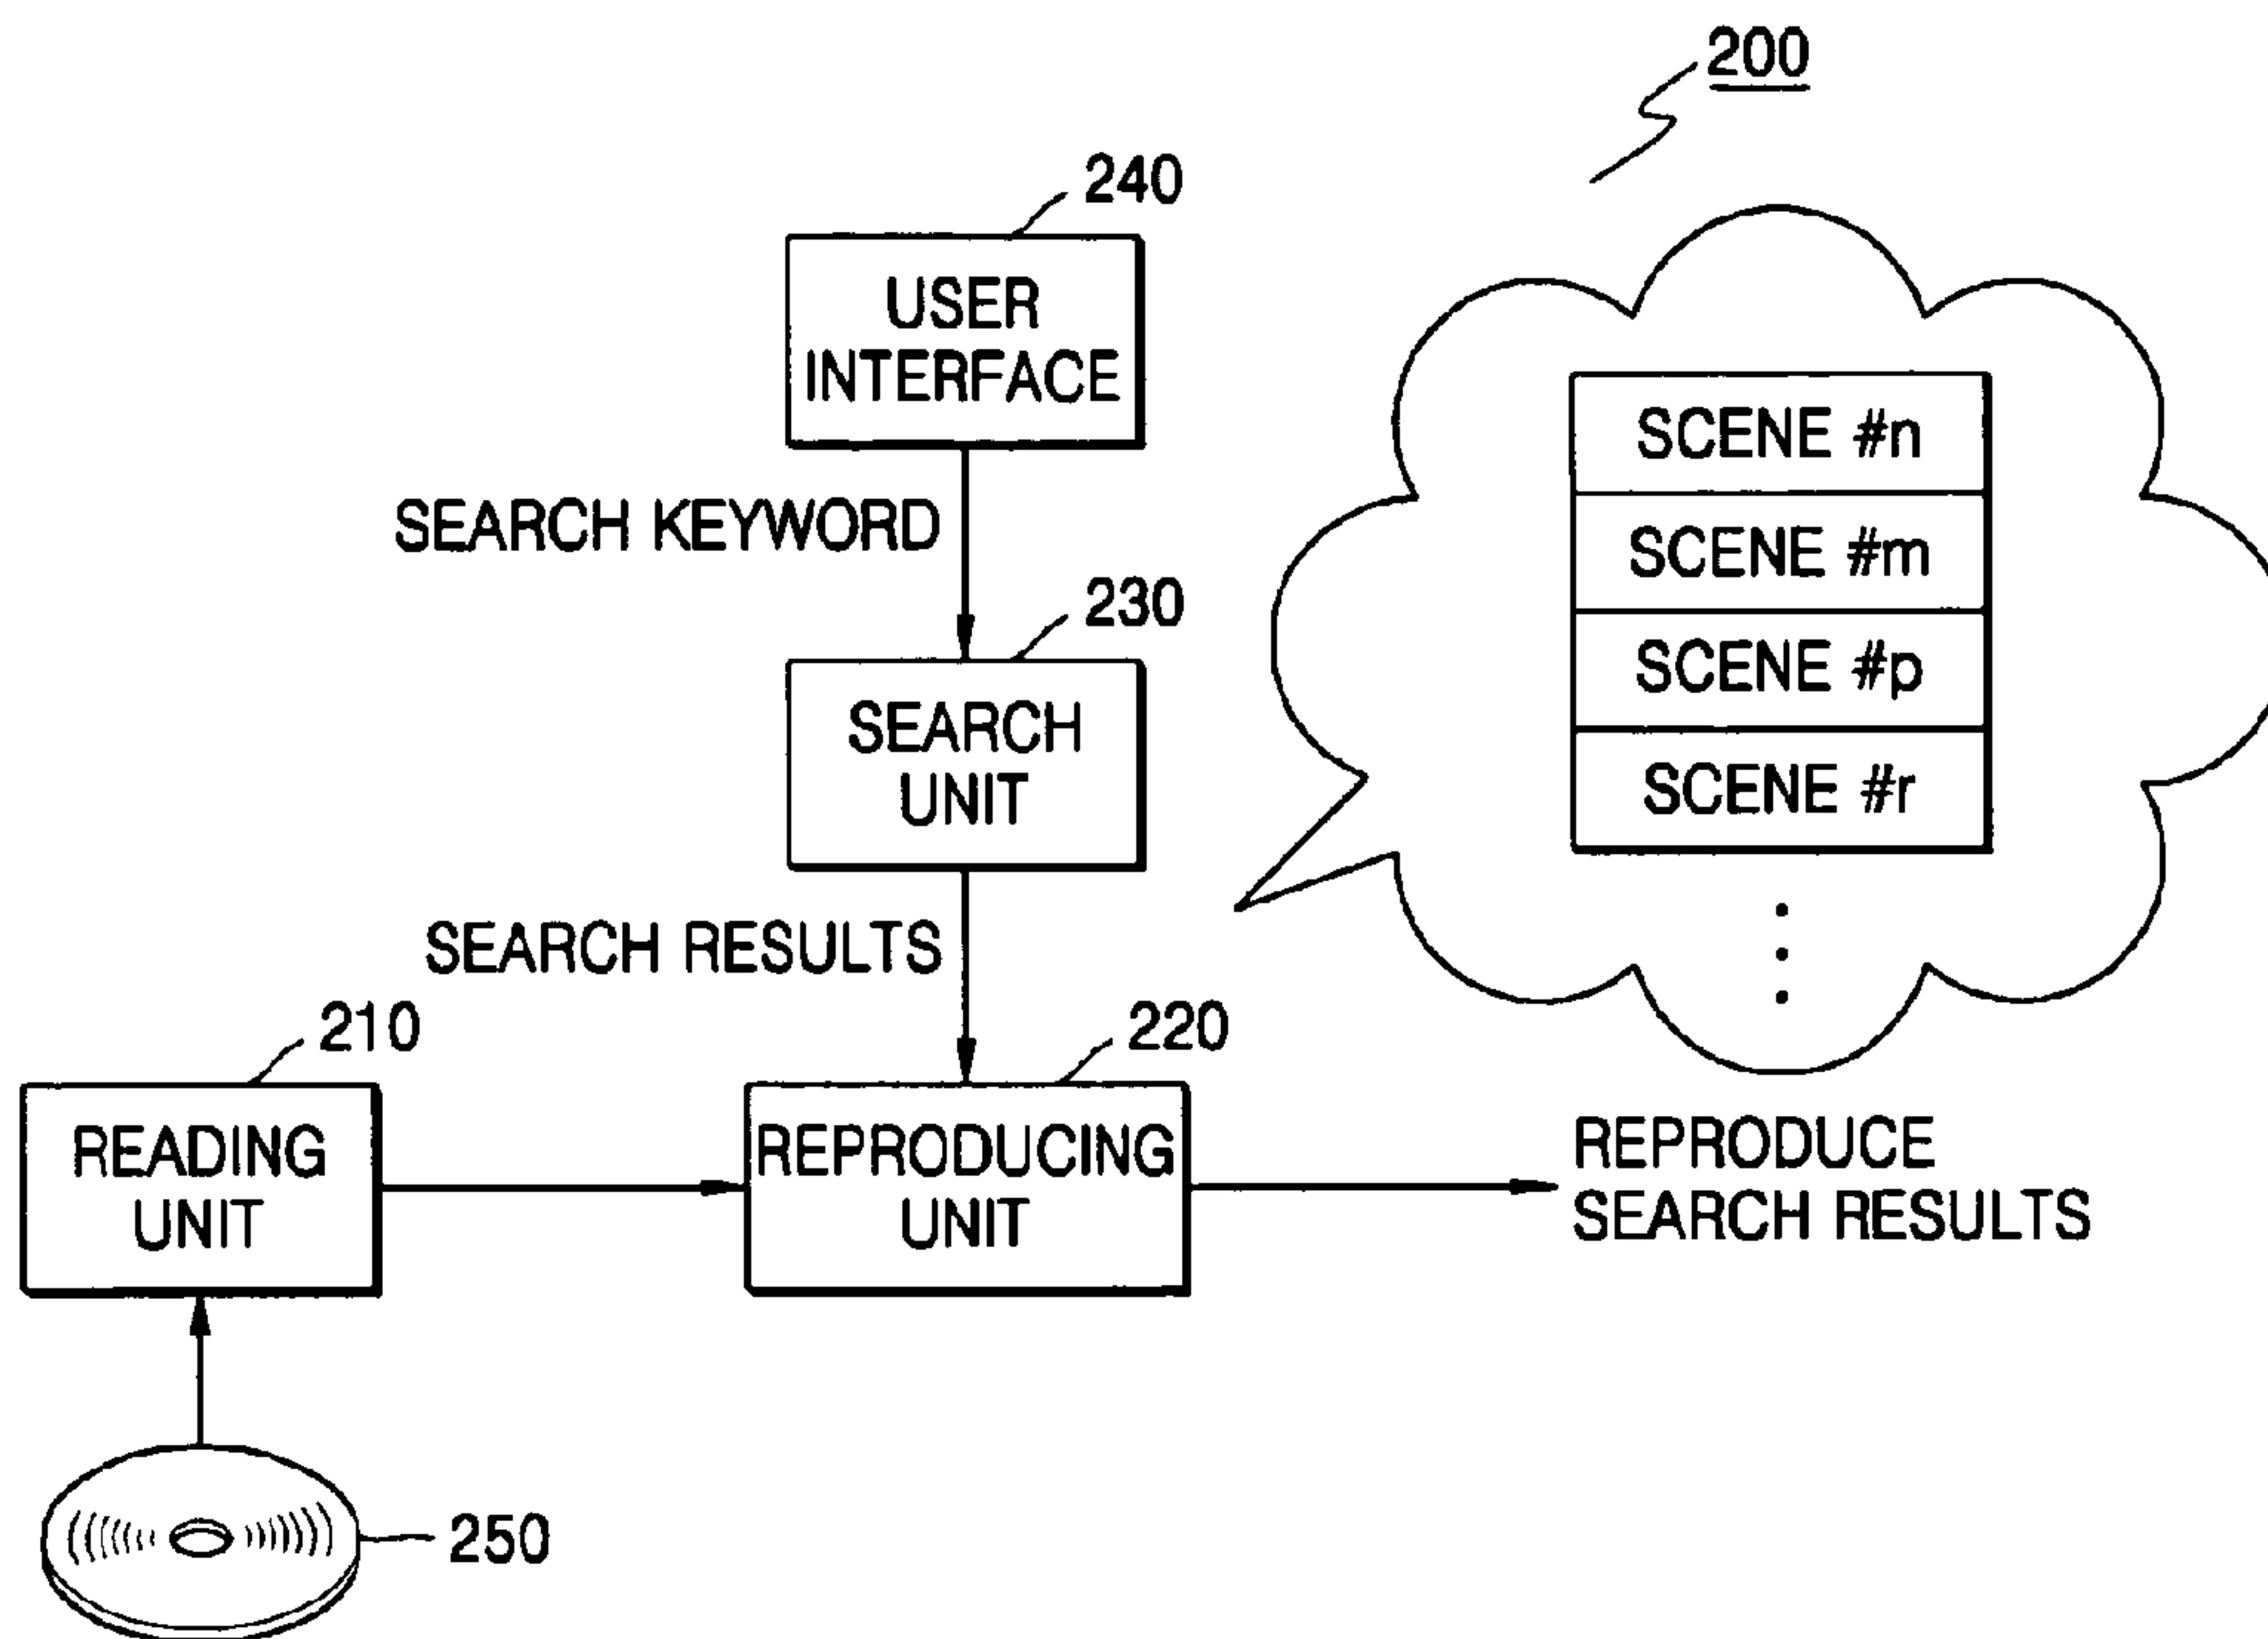 200
240
USER
INTERFACE
SEARCH KEYWORD
230
SEARCH
UNIT
SEARCH RESULTS
SCENE #n
SCENE #m
SCENE #p
SCENE #r
210
READING
UNIT
220
REPRODUCING
UNIT
REPRODUCE
SEARCH RESULTS
250